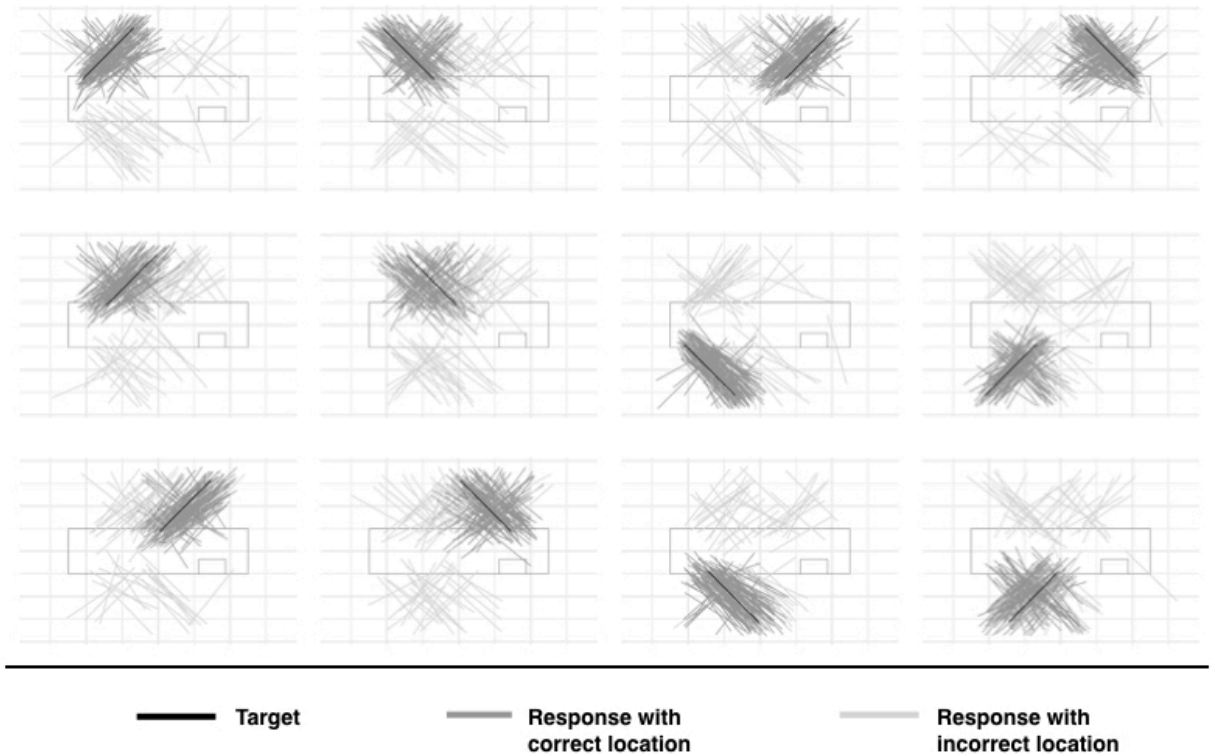 Target
Response with
correct location
Response with
incorrect location